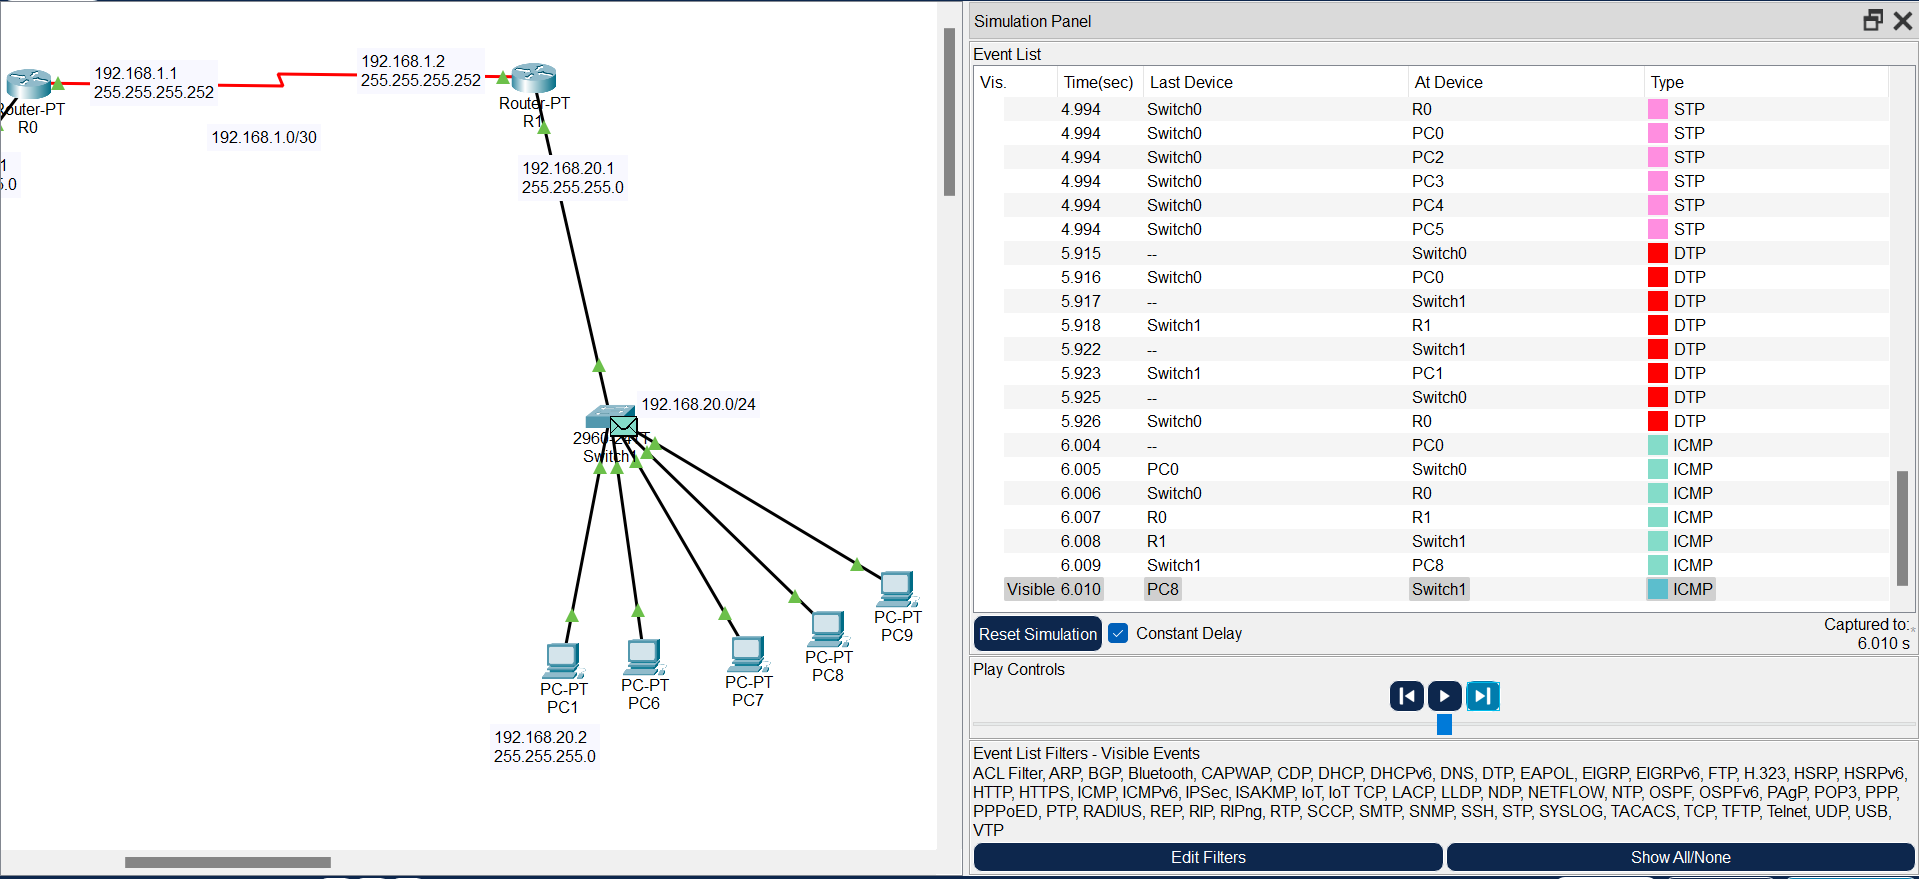 192.168.1.1
255.255.255.252
192.168.1.2
255.255.255.252
Router-PT
R0
Router-PT
R1
192.168.1.0/30
1
.0
192.168.20.1
255.255.255.0
192.168.20.0/24
Switch1
PC-PT
PC1
PC-PT
PC6
PC-PT
PC7
PC-PT
PC8
PC-PT
PC9
192.168.20.2
255.255.255.0
Simulation Panel
Event List
Vis. Time(sec) Last Device At Device Type
4.994 Switch0 R0 STP
4.994 Switch0 PC0 STP
4.994 Switch0 PC2 STP
4.994 Switch0 PC3 STP
4.994 Switch0 PC4 STP
4.994 Switch0 PC5 STP
5.915 -- Switch0 DTP
5.916 Switch0 PC0 DTP
5.917 -- Switch1 DTP
5.918 Switch1 R1 DTP
5.922 -- Switch1 DTP
5.923 Switch1 PC1 DTP
5.925 -- Switch0 DTP
5.926 Switch0 R0 DTP
6.004 -- PC0 ICMP
6.005 PC0 Switch0 ICMP
6.006 Switch0 R0 ICMP
6.007 R0 R1 ICMP
6.008 R1 Switch1 ICMP
6.009 Switch1 PC8 ICMP
Visible 6.010 PC8 Switch1 ICMP
Reset Simulation Constant Delay
Captured to:
6.010 s
Play Controls
Event List Filters - Visible Events
ACL Filter, ARP, BGP, Bluetooth, CAPWAP, CDP, DHCP, DHCPv6, DNS, DTP, EAPOL, EIGRP, EIGRPv6, FTP, H.323, HSRP, HSRPv6,
HTTP, HTTPS, ICMP, ICMPv6, IPSec, ISAKMP, IoT, IoT TCP, LACP, LLDP, NDP, NETFLOW, NTP, OSPF, OSPFv6, PAgP, POP3, PPP,
PPPoED, PTP, RADIUS, REP, RIP, RIPng, RTP, SCCP, SMTP, SNMP, SSH, STP, SYSLOG, TACACS, TCP, TFTP, Telnet, UDP, USB,
VTP
Edit Filters Show All/None